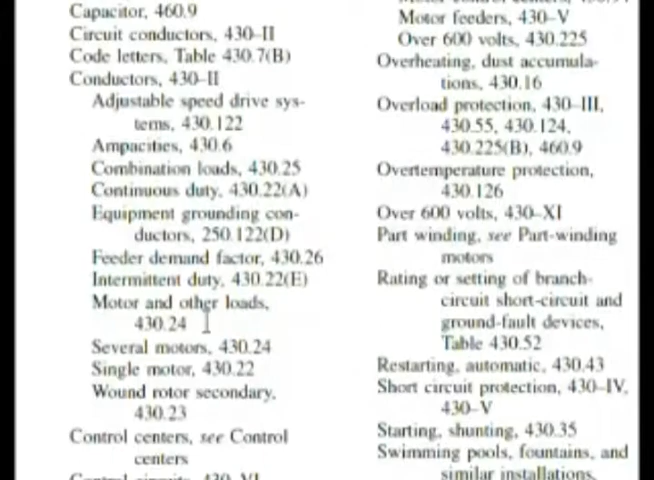 Capacitor, 460.9
Circuit conductors, 430–II
Code letters, Table 430.7(B)
Conductors, 430–II
Adjustable speed drive sys-
tems, 430.122
Ampacities, 430.6
Combination loads, 430.25
Continuous duty, 430.22(A)
Equipment grounding con-
ductors, 250.122(D)
Feeder demand factor, 430.26
Intermittent duty, 430.22(E)
Motor and other loads,
430.24
Several motors, 430.24
Single motor, 430.22
Wound rotor secondary,
430.23
Control centers, see Control
centers
Motor feeders, 430–V
Over 600 volts, 430.225
Overheating, dust accumula-
tions, 430.16
Overload protection, 430–III,
430.55, 430.124,
430.225(B), 460.9
Overtemperature protection,
430.126
Over 600 volts, 430–XI
Part winding, see Part-winding
motors
Rating or setting of branch-
circuit short-circuit and
ground-fault devices,
Table 430.52
Restarting, automatic, 430.43
Short circuit protection, 430–IV,
430–V
Starting, shunting, 430.35
Swimming pools, fountains, and
similar installations,